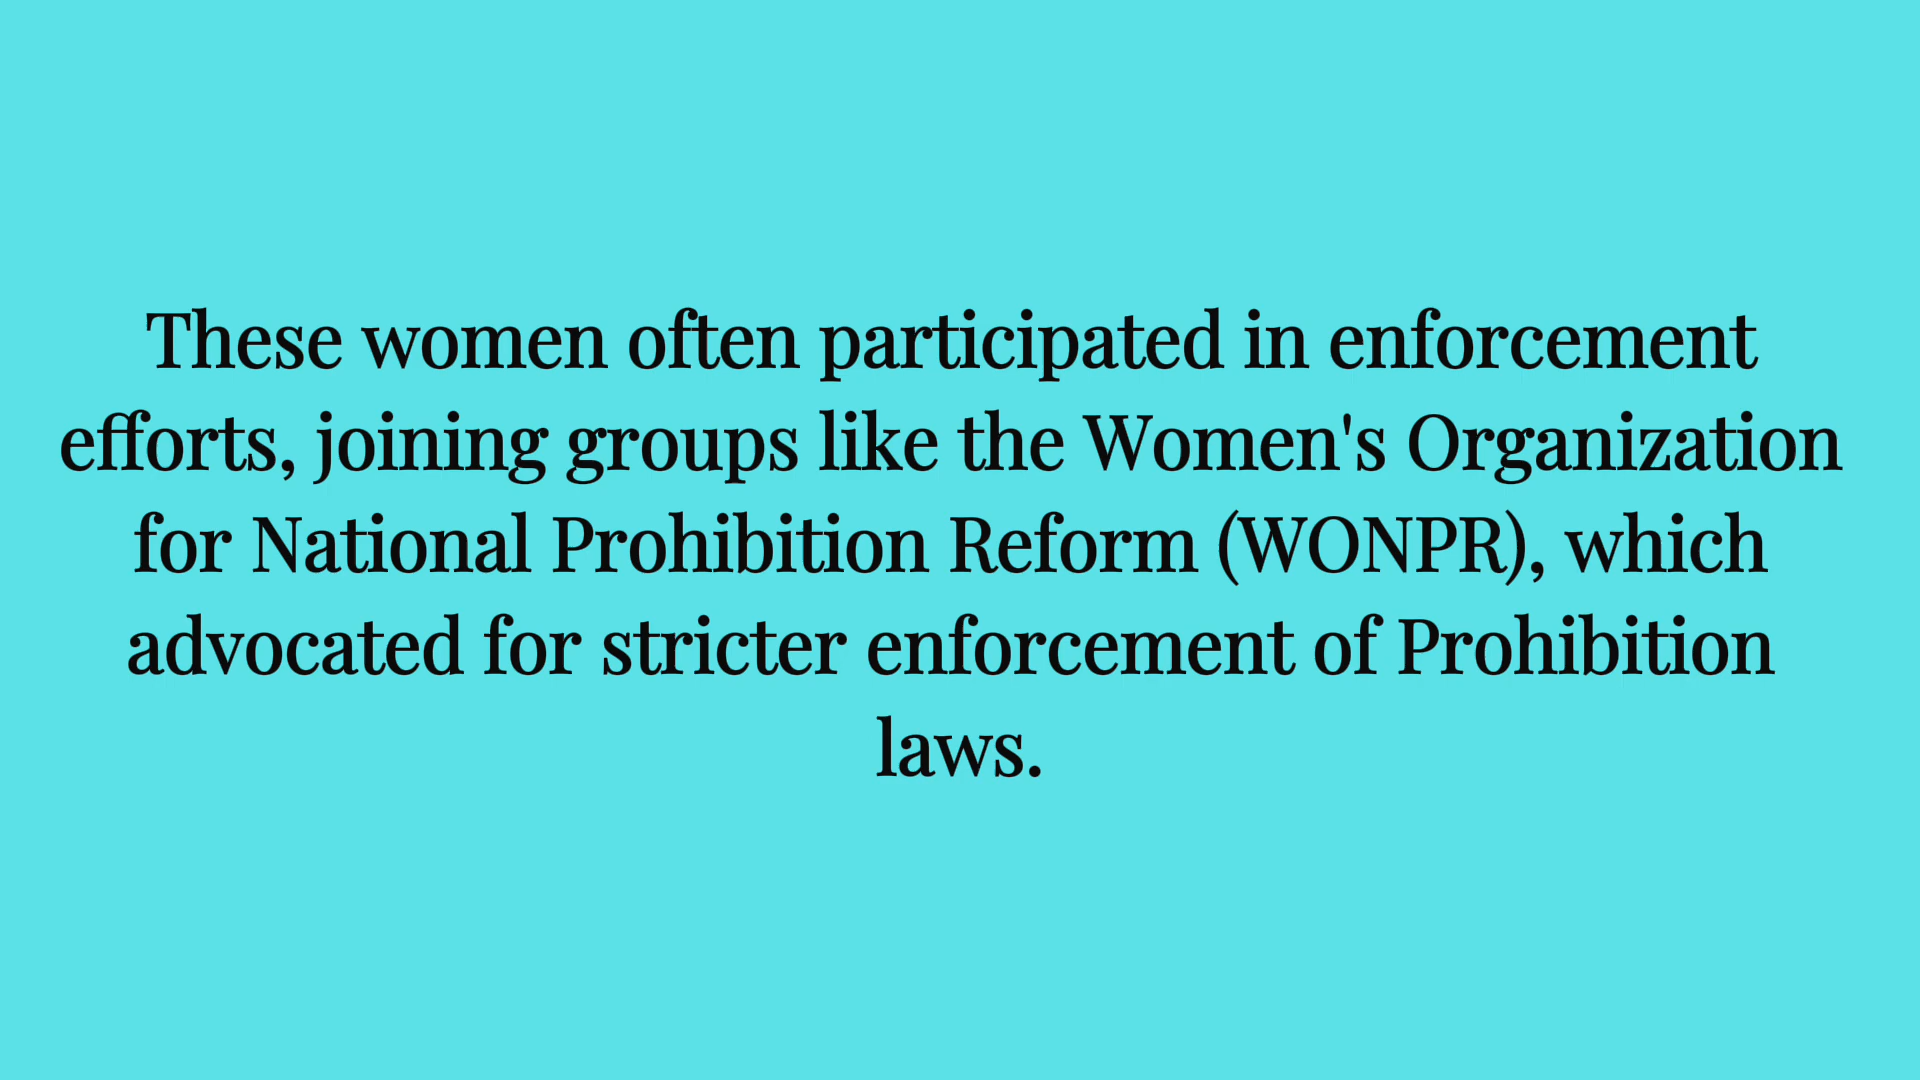 These women often participated in enforcement
efforts, joining groups like the Women's Organization
for National Prohibition Reform (WONPR), which
advocated for stricter enforcement of Prohibition
laws.